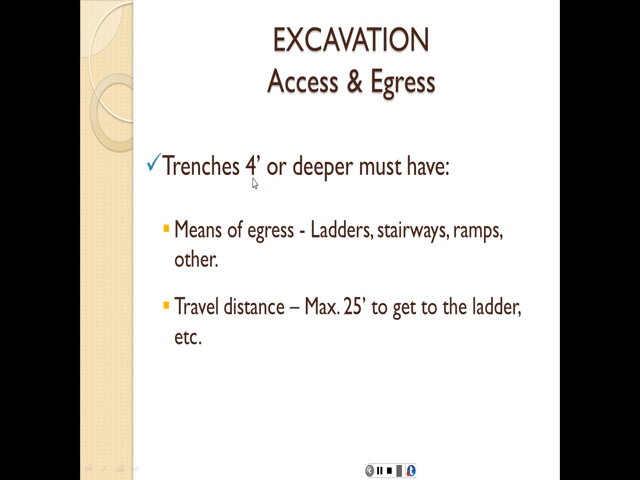 EXCAVATION
Access & Egress
Trenches 4’ or deeper must have:
Means of egress - Ladders, stairways, ramps,
other.
Travel distance – Max. 25’ to get to the ladder,
etc.